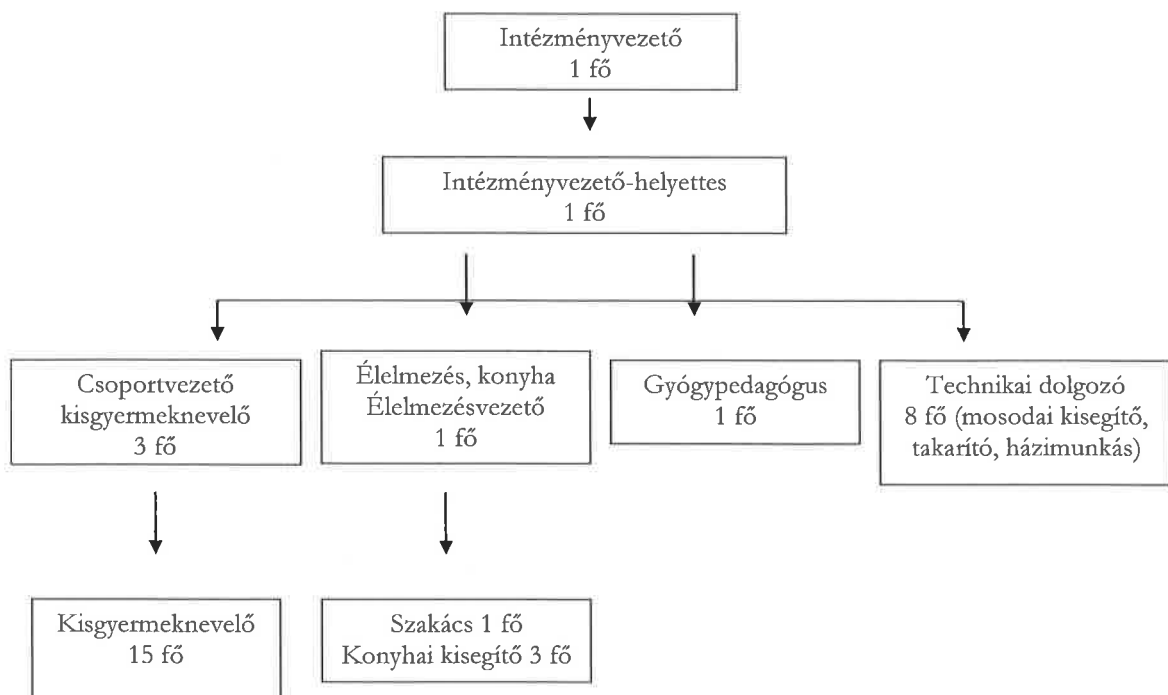 Intézményvezető
1 fő
Intézményvezető-helyettes
1 fő
Csoportvezető
kisgyermeknevelő
3 fő
Élelmezés, konyha
Élelmezésvezető
1 fő
Gyógypedagógus
1 fő
Technikai dolgozó
8 fő (mosodai kisegítő,
takarító, házimunkás)
Kisgyermeknevelő
15 fő
Szakács 1 fő
Konyhai kisegítő 3 fő